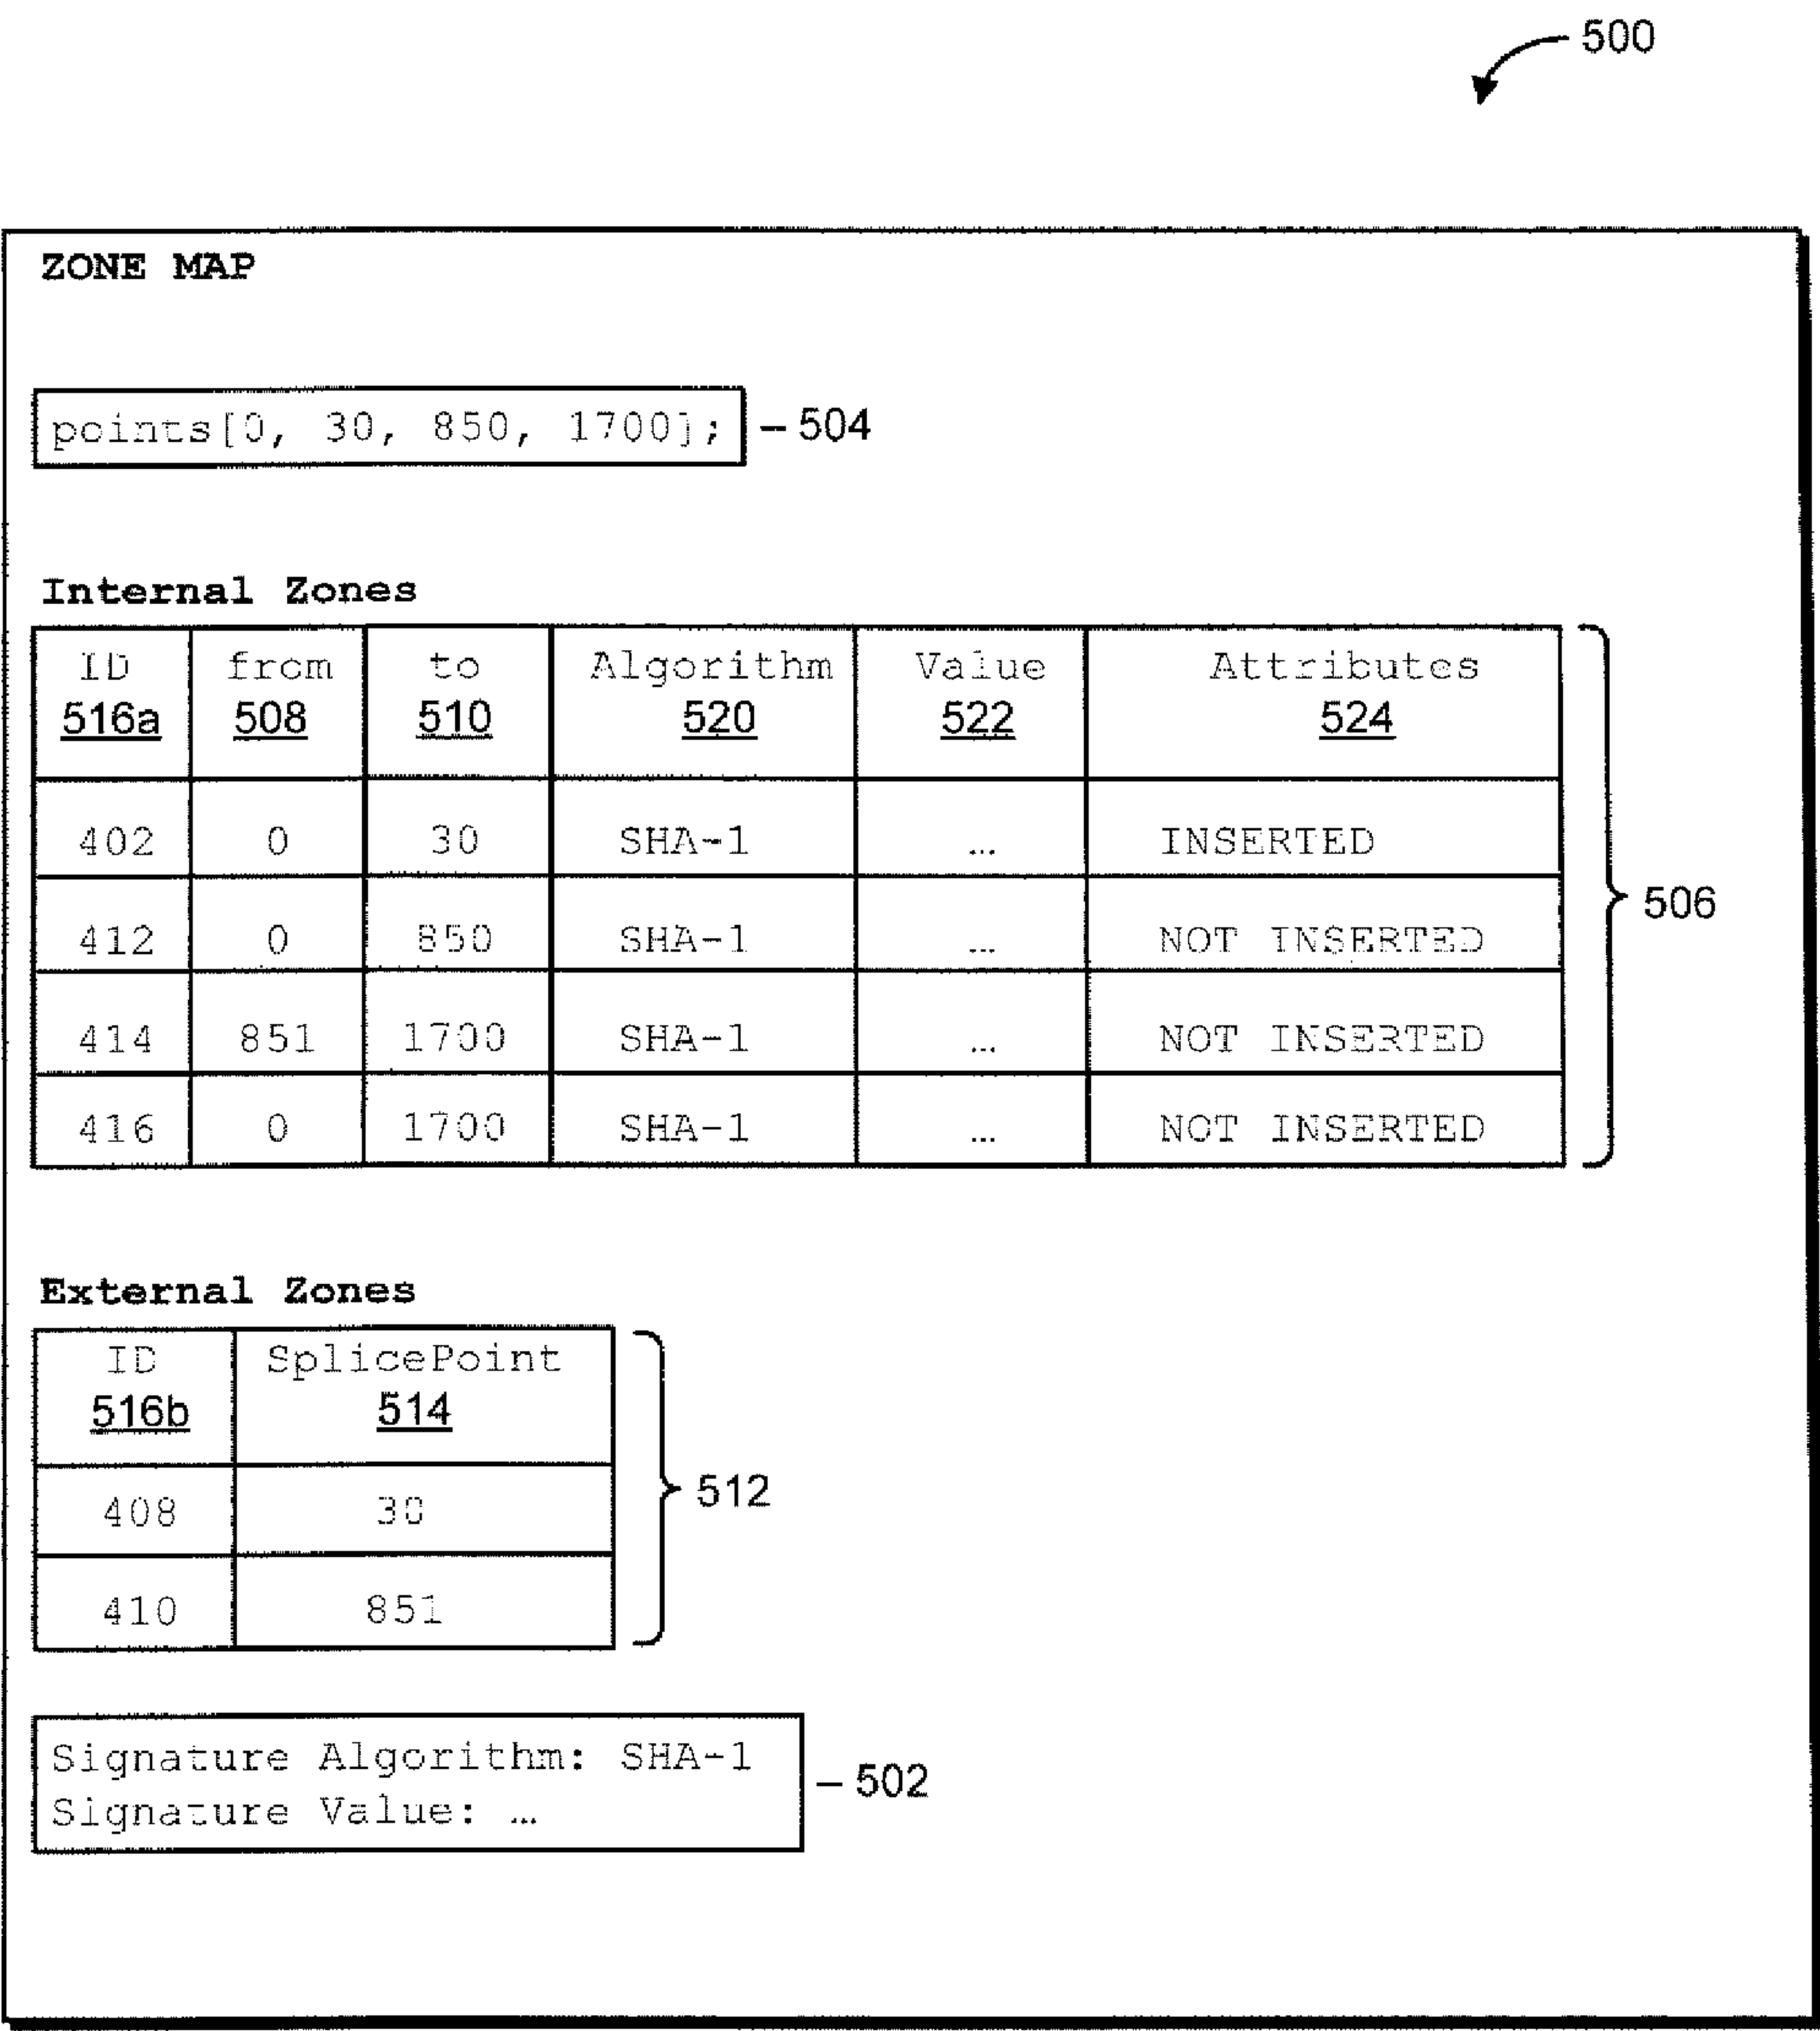 500
ZONE MAP
points[0, 30, 850, 1700]; – 504
Internal Zones
ID from to Algorithm Value Attributes
516a 508 510 520 522 524
402 0 30 SHA-1 ... INSERTED
412 0 850 SHA-1 ... NOT INSERTED
506
414 851 1700 SHA-1 ... NOT INSERTED
416 0 1700 SHA-1 ... NOT INSERTED
External Zones
ID SplicePoint
516b 514
408 30
512
410 851
Signature Algorithm: SHA-1
– 502
Signature Value: ...